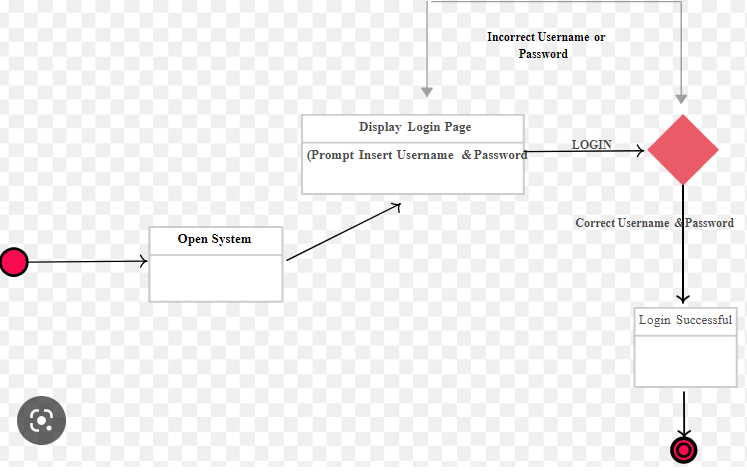 Incorrect Username or
Password
Display Login Page
(Prompt Insert Username & Password
LOGIN
Correct Username & Password
Open System
Login Successful